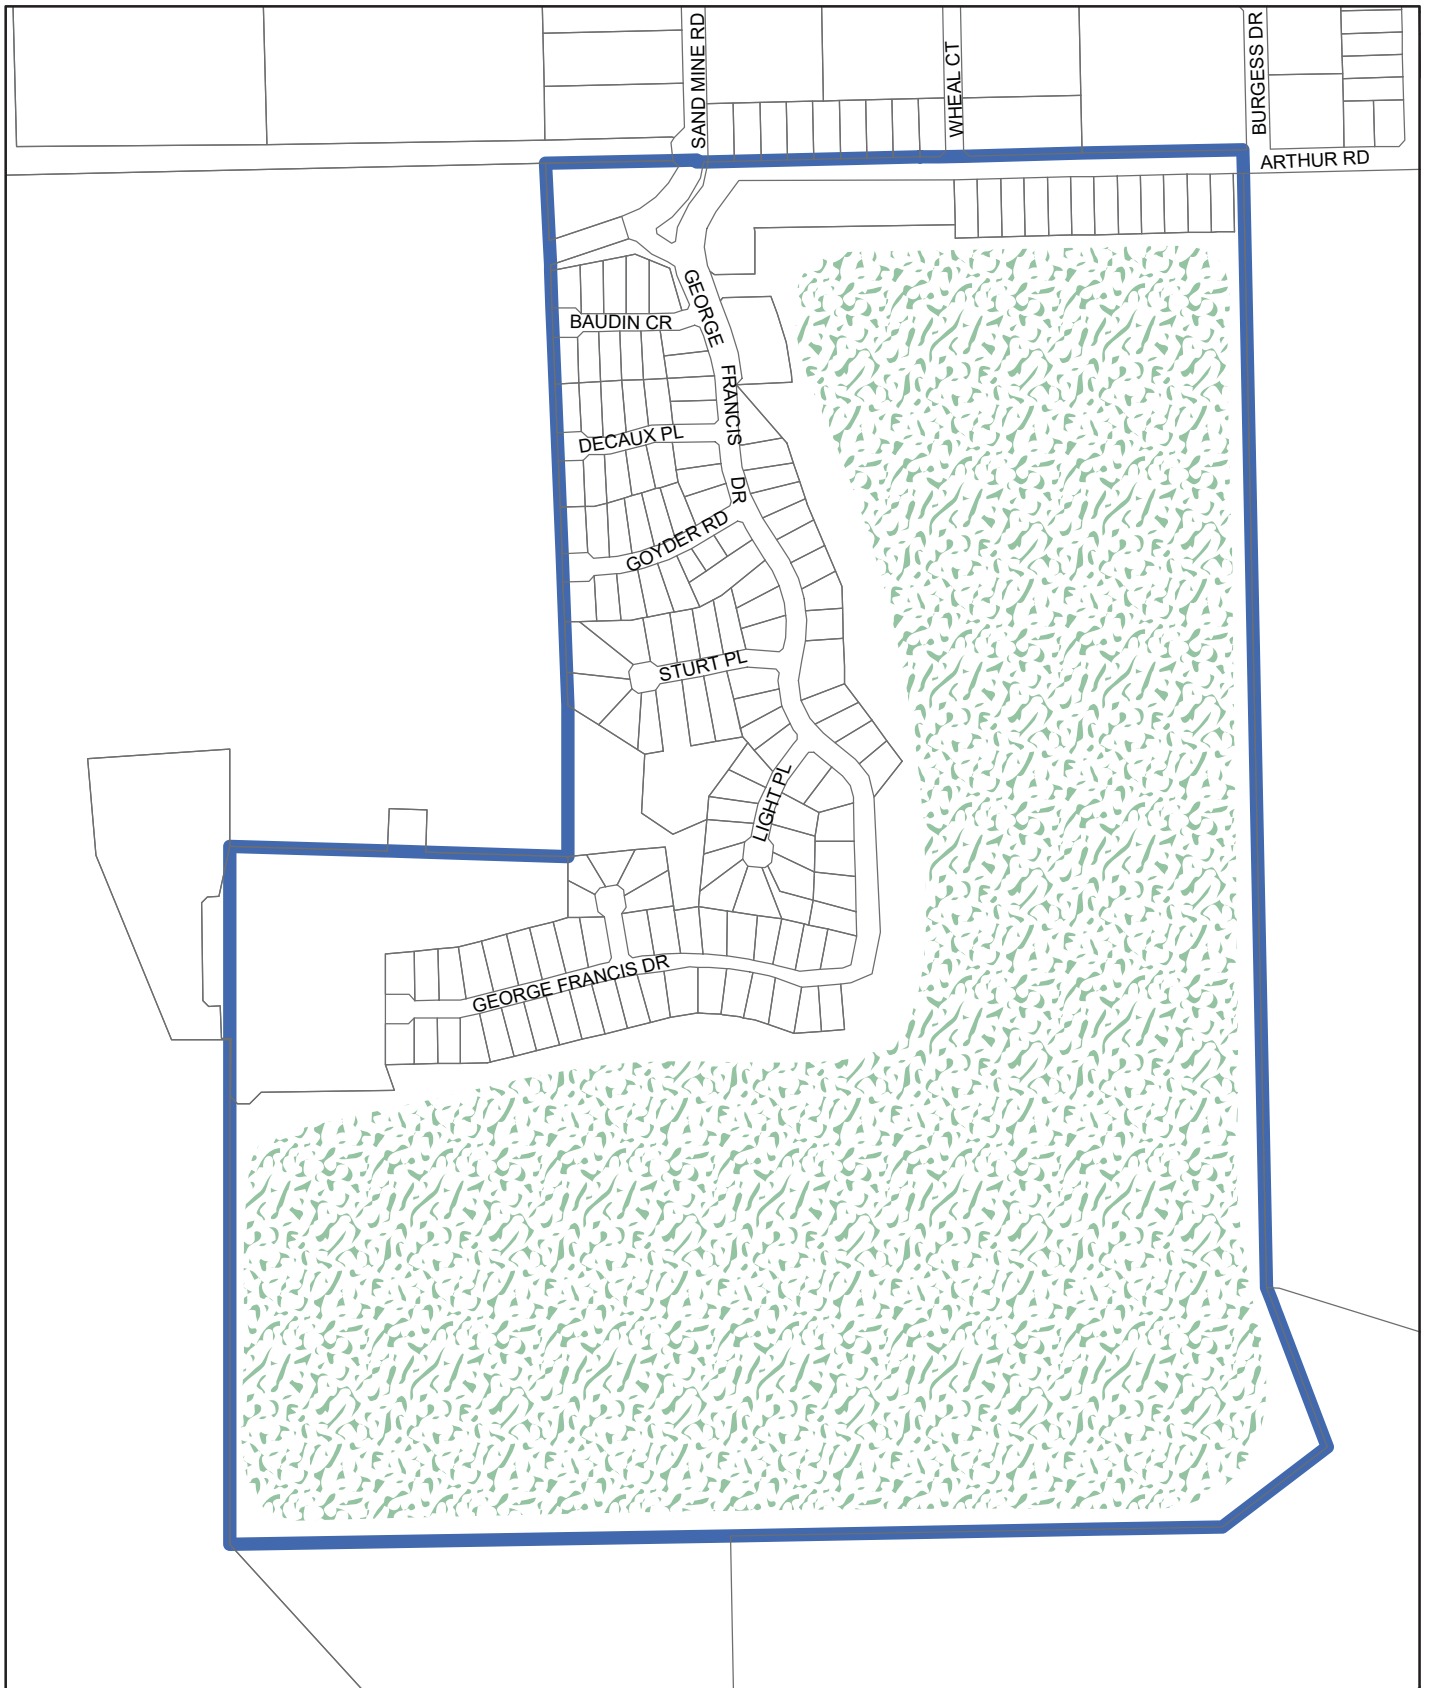 SAND MINE RD
WHEAL CT
BURGESS DR
ARTHUR RD
GEORGE FRANCIS DR
BAUDIN CR
DECAUX PL
GOYDER RD
STURT PL
LIGHT PL
GEORGE FRANCIS DR